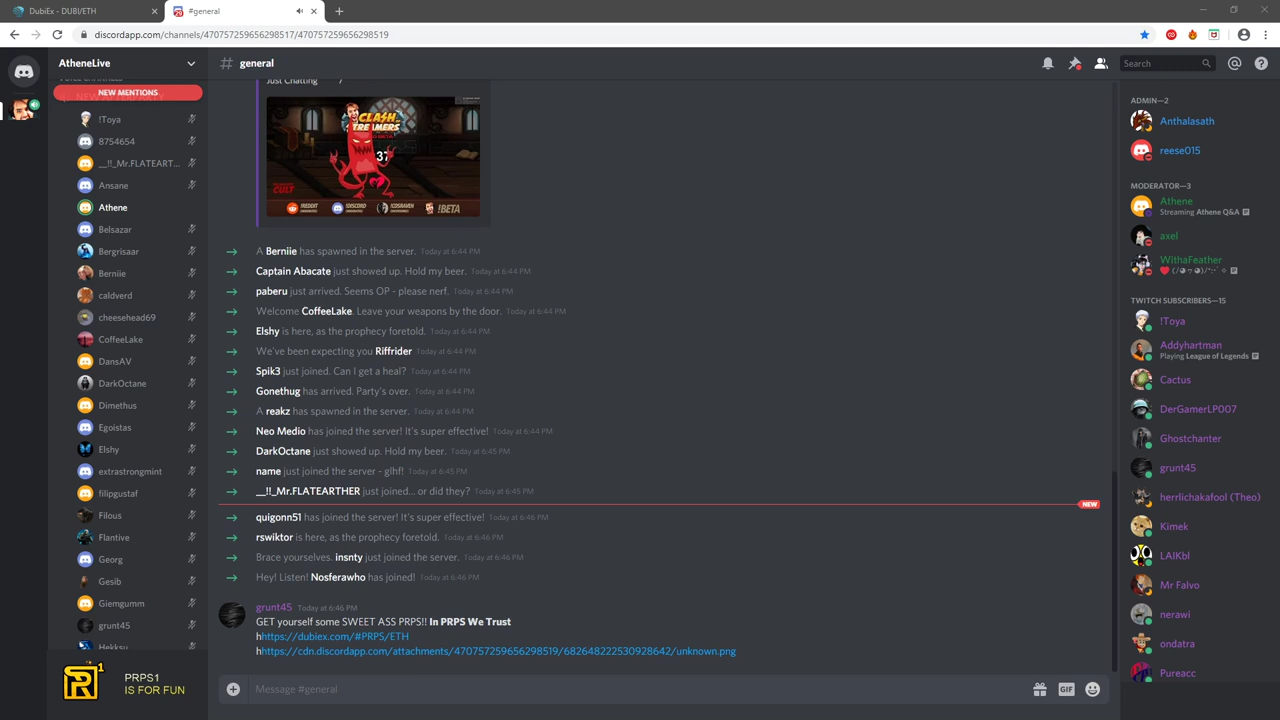 DubiEx - DUBI/ETH
#general
discordapp.com/channels/470757259656298517/470757259656298519
AtheneLive
NEW MENTIONS
!Toya
8754654
__!!_Mr.FLATEART...
Ansane
Athene
Belsazar
Bergrisaar
Berniie
caldverd
cheesehead69
CoffeeLake
DansAV
DarkOctane
Dimethus
Egoistas
Elshy
extrastrongmint
filipgustaf
Filous
Flantive
Georg
Gesib
Giemgumm
grunt45
Hekksu
PRPS1
IS FOR FUN
# general
Search
Just Chatting 7
CLASH
STREAMERS
37
CULT
!REDDIT
!DISCORD
!BETA
A Berniie has spawned in the server. Today at 6:44 PM
Captain Abacate just showed up. Hold my beer. Today at 6:44 PM
paberu just arrived. Seems OP - please nerf. Today at 6:44 PM
Welcome CoffeeLake. Leave your weapons by the door. Today at 6:44 PM
Elshy is here, as the prophecy foretold. Today at 6:44 PM
We've been expecting you Riffrider Today at 6:44 PM
Spik3 just joined. Can I get a heal? Today at 6:44 PM
Gonethug has arrived. Party's over. Today at 6:44 PM
A reakz has spawned in the server. Today at 6:44 PM
Neo Medio has joined the server! It's super effective! Today at 6:44 PM
DarkOctane just showed up. Hold my beer. Today at 6:45 PM
name just joined the server - glhf! Today at 6:45 PM
__!!_Mr.FLATEARTHER just joined... or did they? Today at 6:45 PM
NEW
quigonn51 has joined the server! It's super effective! Today at 6:46 PM
rswiktor is here, as the prophecy foretold. Today at 6:46 PM
Brace yourselves. insnty just joined the server. Today at 6:46 PM
Hey! Listen! Nosferawho has joined! Today at 6:46 PM
grunt45 Today at 6:46 PM
GET yourself some SWEET ASS PRPS!! In PRPS We Trust
hhttps://dubiex.com/#PRPS/ETH
hhttps://cdn.discordapp.com/attachments/470757259656298519/682648222530928642/unknown.png
Message #general
GIF
ADMIN—2
Anthalasath
reese015
MODERATOR—3
Athene
Streaming Athene Q&A
axel
WithaFeather
TWITCH SUBSCRIBERS—15
!Toya
Addyhartman
Playing League of Legends
Cactus
DerGamerLP007
Ghostchanter
grunt45
herrlichakafool (Theo)
Kimek
LAIKbl
Mr Falvo
nerawi
ondatra
Pureacc